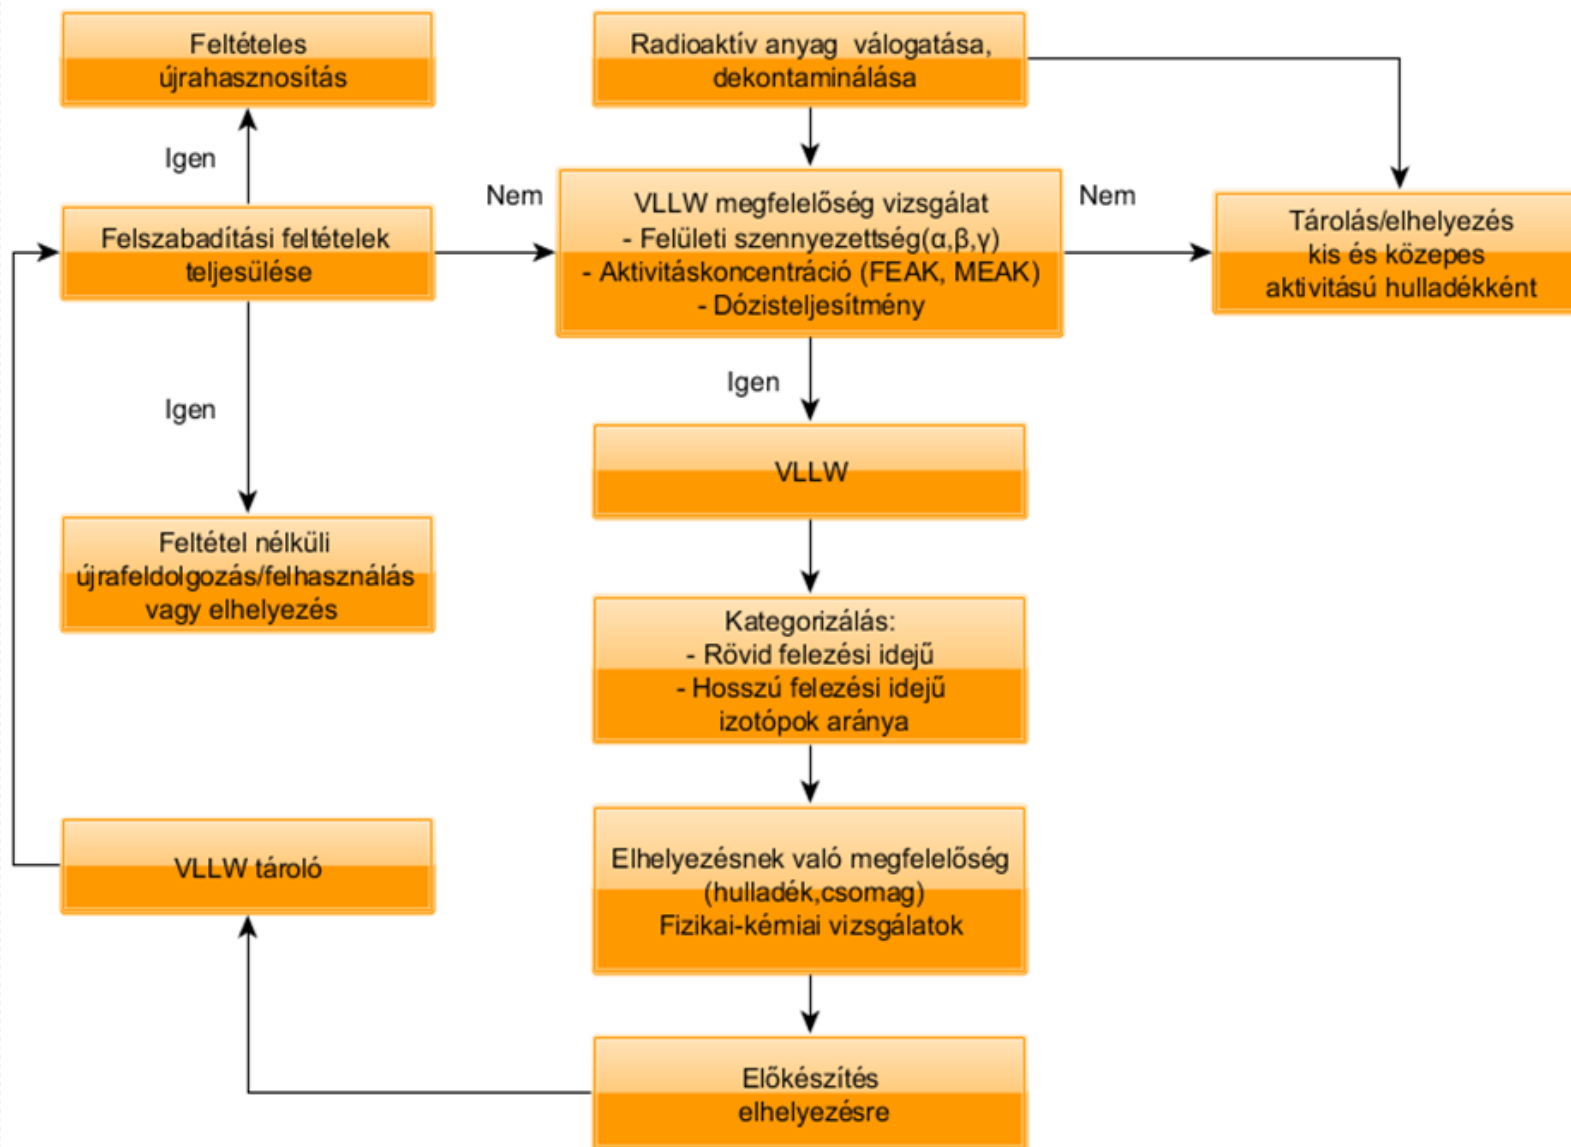 Feltételes
újrahasznosítás
Radioaktív anyag válogatása,
dekontaminálása
Igen
Nem
Nem
Felszabadítási feltételek
teljesülése
VLLW megfelelőség vizsgálat
- Felületi szennyezettség(α,β,γ)
- Aktivitáskoncentráció (FEAK, MEAK)
- Dózisteljesítmény
Tárolás/elhelyezés
kis és közepes
aktivitású hulladékként
Igen
Igen
VLLW
Feltétel nélküli
újrafeldolgozás/felhasználás
vagy elhelyezés
Kategorizálás:
- Rövid felezési idejű
- Hosszú felezési idejű
izotópok aránya
VLLW tároló
Elhelyezésnek való megfelelőség
(hulladék,csomag)
Fizikai-kémiai vizsgálatok
Előkészítés
elhelyezésre